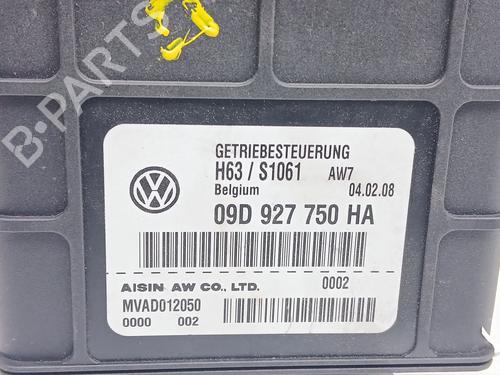 B-PARTS
GETRIEBESTEUERUNG
H63 / S1061 AW7
Belgium 04.02.08
09D 927 750 HA
AISIN AW CO., LTD. 0002
MVAD012050
0000 002